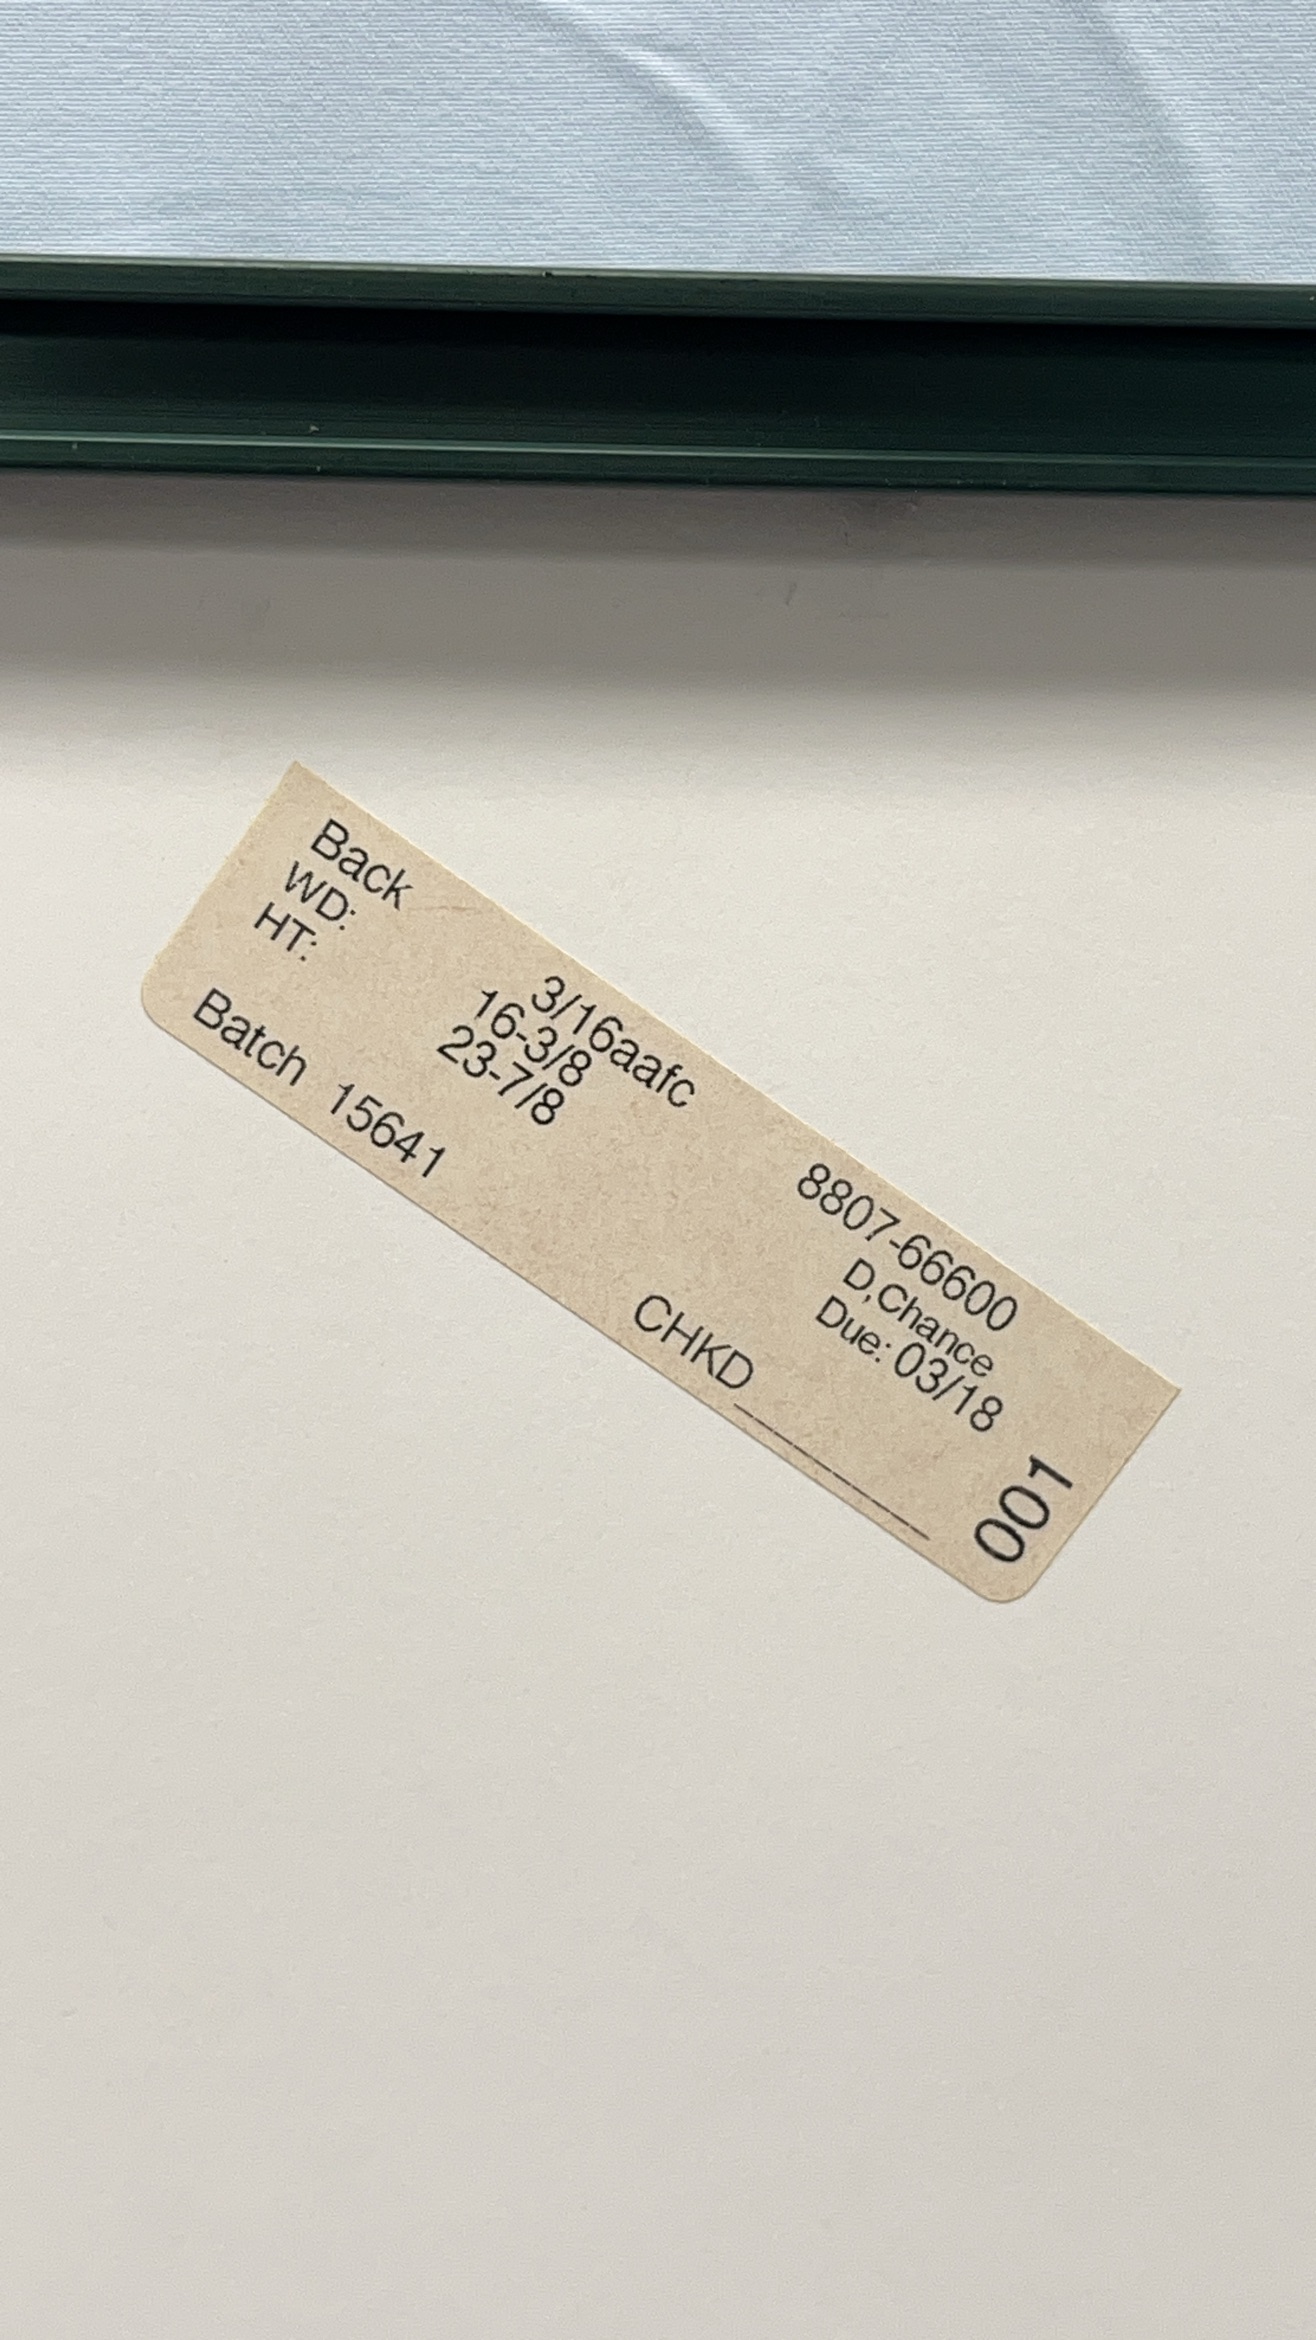 Back 3/16aafc 8807-66600
WD: 16-3/8 D,Chance
HT: 23-7/8 Due: 03/18
Batch 15641 CHKD__________
001